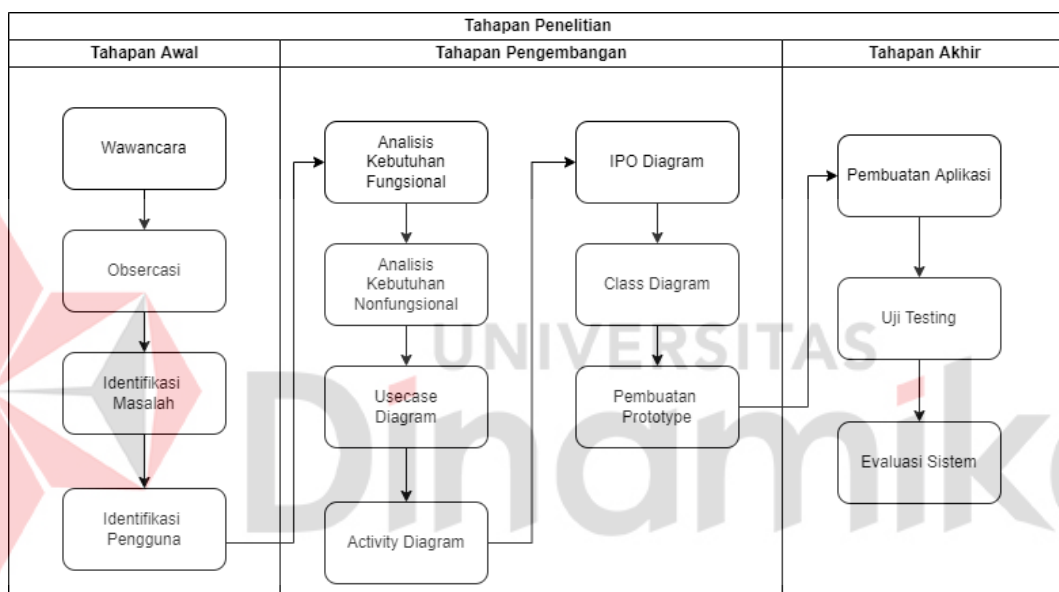 Tahapan Penelitian
Tahapan Awal
Tahapan Pengembangan
Tahapan Akhir
Wawancara
Obsercasi
Identifikasi
Masalah
Identifikasi
Pengguna
Analisis
Kebutuhan
Fungsional
Analisis
Kebutuhan
Nonfungsional
Usecase
Diagram
Activity Diagram
IPO Diagram
Class Diagram
Pembuatan
Prototype
Pembuatan Aplikasi
Uji Testing
Evaluasi Sistem
UNIVERSITAS
Dinamika